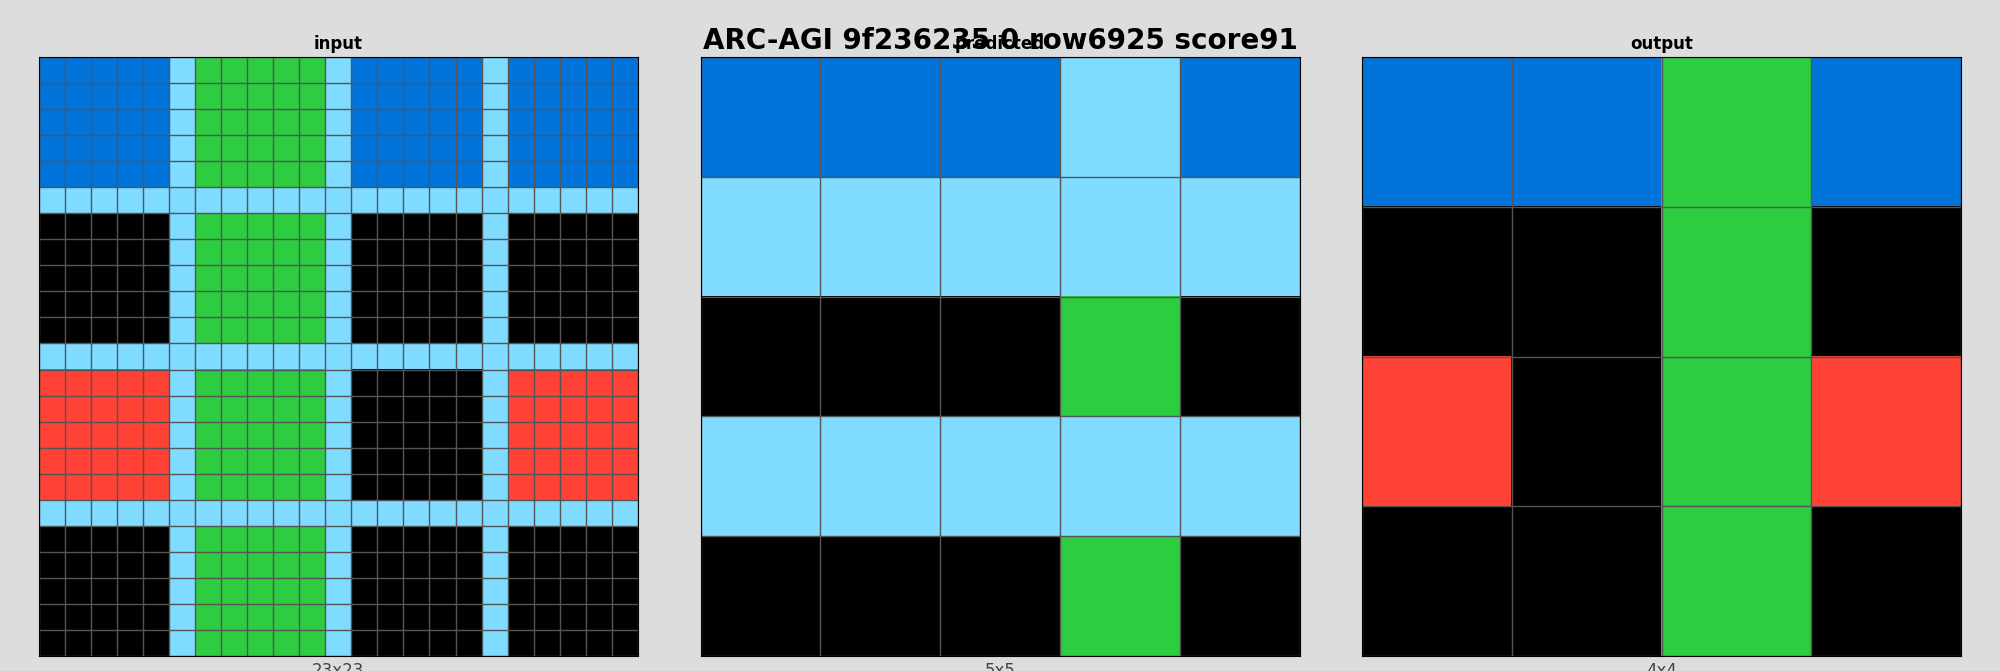 ARC-AGI 9f236235.0 row6925 score91
input
predicted
output
23x23
5x5
4x4